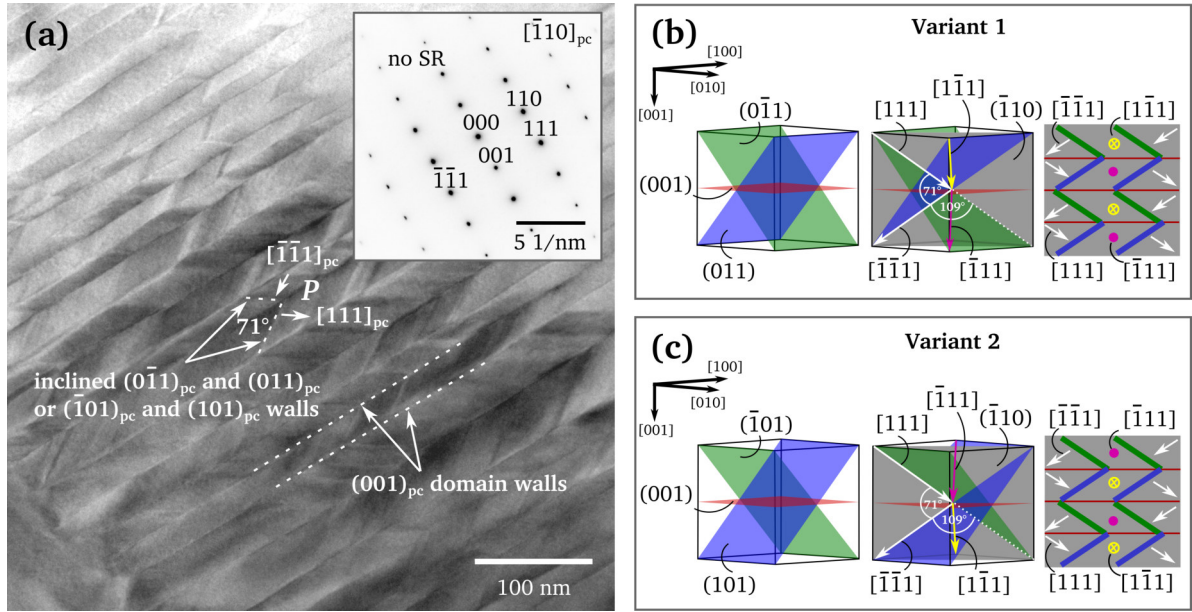 (a)
[1̄10]pc
no SR
110
000
111
001
1̄1̄1
5 1/nm
[1̄1̄1]pc
P
71°
[111]pc
inclined (01̄1)pc and (011)pc
or (1̄01)pc and (101)pc walls
(001)pc domain walls
100 nm
(b)
Variant 1
[100]
[010]
[001]
(01̄1)
[111]
[11̄1]
(1̄10)
[1̄1̄1]
[11̄1]
(001)
71°
109°
(011)
[1̄1̄1]
[1̄11]
[111]
[1̄11]
(c)
Variant 2
[100]
[010]
[001]
(1̄01)
[111]
[1̄11]
(1̄10)
[1̄1̄1]
[1̄11]
(001)
71°
109°
(101)
[1̄1̄1]
[11̄1]
[111]
[11̄1]